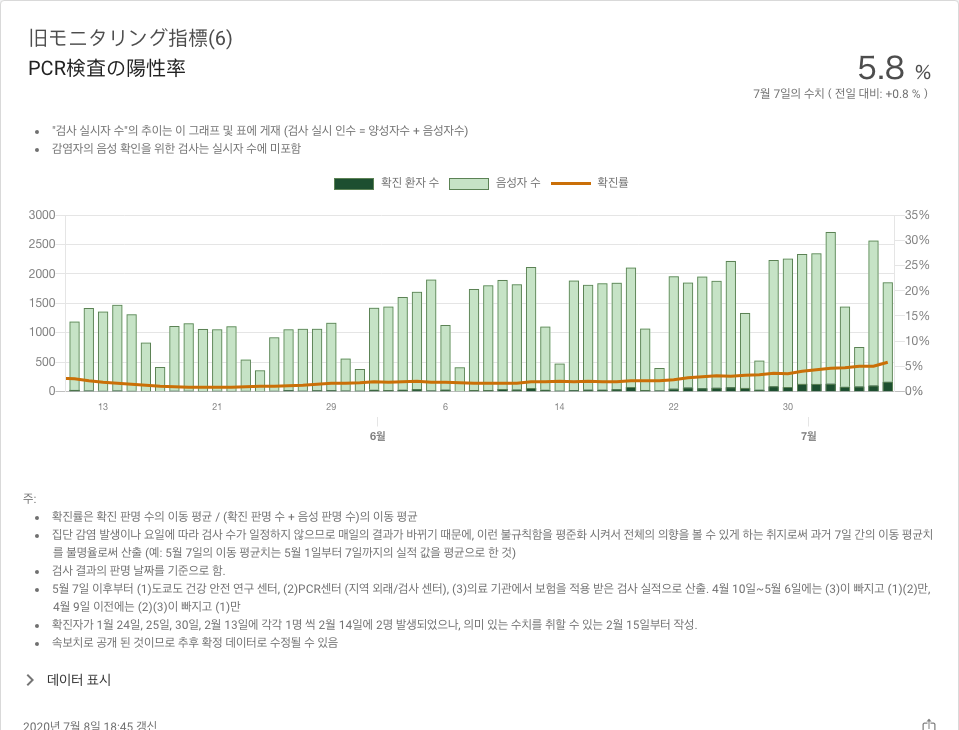 旧モニタリング指標(6)
PCR検査の陽性率
5.8 %
7월 7일의 수치 ( 전일 대비: +0.8 % )
• "검사 실시자 수"의 추이는 이 그래프 및 표에 게재 (검사 실시 인수 = 양성자수 + 음성자수)
• 감염자의 음성 확인을 위한 검사는 실시자 수에 미포함
확진 환자 수 음성자 수 확진률
3000 35%
2500 30%
2000 25%
1500 20%
1000 15%
500 10%
0 5%
0%
13 21 29 6 14 22 30
6월 7월
주:
• 확진률은 확진 판명 수의 이동 평균 / (확진 판명 수 + 음성 판명 수)의 이동 평균
• 집단 감염 발생이나 요일에 따라 검사 수가 일정하지 않으므로 매일의 결과가 바뀌기 때문에, 이런 불규칙함을 평준화 시켜서 전체의 의향을 볼 수 있게 하는 취지로써 과거 7일 간의 이동 평균치
를 불명율로써 산출 (예: 5월 7일의 이동 평균치는 5월 1일부터 7일까지의 실적 값을 평균으로 한 것)
• 검사 결과의 판명 날짜를 기준으로 함.
• 5월 7일 이후부터 (1)도쿄도 건강 안전 연구 센터, (2)PCR센터 (지역 외래/검사 센터), (3)의료 기관에서 보험을 적용 받은 검사 실적으로 산출. 4월 10일~5월 6일에는 (3)이 빠지고 (1)(2)만,
4월 9일 이전에는 (2)(3)이 빠지고 (1)만
• 확진자가 1월 24일, 25일, 30일, 2월 13일에 각각 1명 씩 2월 14일에 2명 발생되었으나, 의미 있는 수치를 취할 수 있는 2월 15일부터 작성.
• 속보치로 공개 된 것이므로 추후 확정 데이터로 수정될 수 있음
데이터 표시
2020년 7월 8일 18:45 갱신